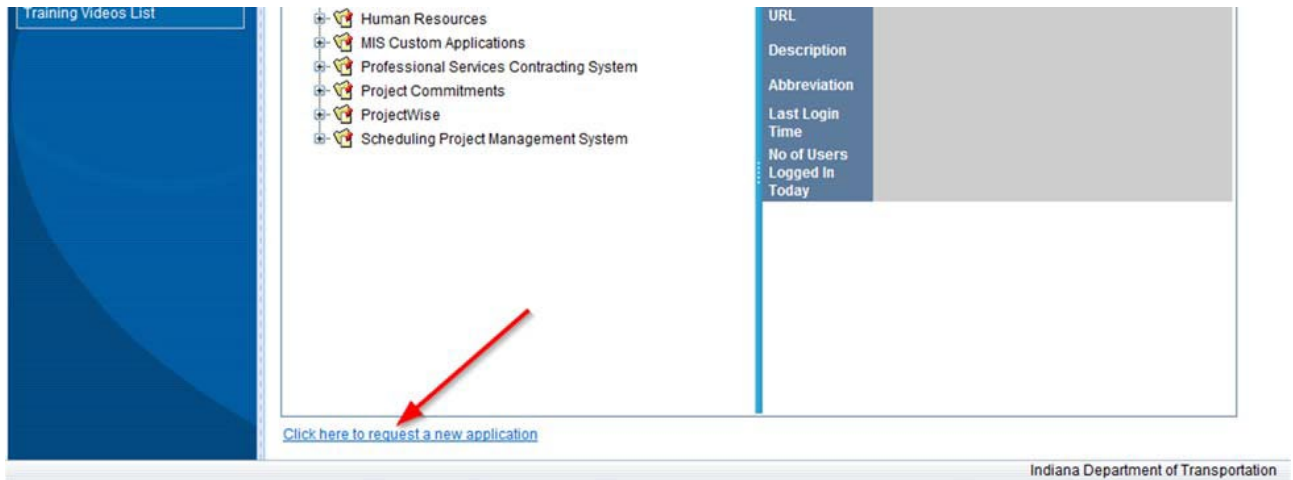 Training Videos List
Human Resources
MIS Custom Applications
Professional Services Contracting System
Project Commitments
ProjectWise
Scheduling Project Management System
URL
Description
Abbreviation
Last Login
Time
No of Users
Logged In
Today
Click here to request a new application
Indiana Department of Transportation